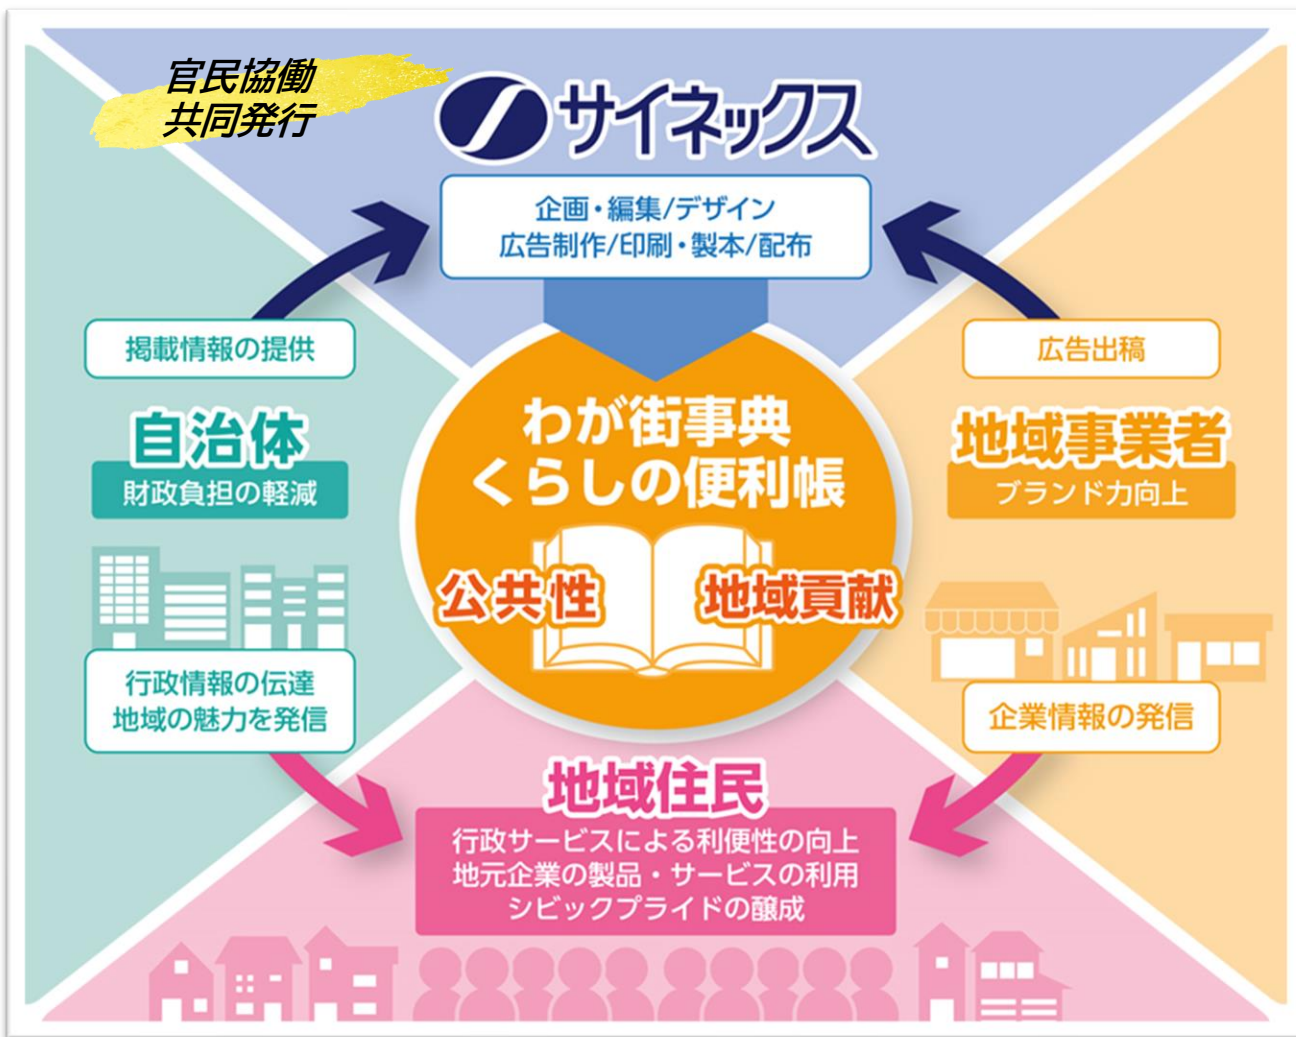 官民協働
共同発行
サイネックス
企画・編集/デザイン
広告制作/印刷・製本/配布
掲載情報の提供
自治体
財政負担の軽減
行政情報の伝達
地域の魅力を発信
わが街事典
くらしの便利帳
公共性
地域貢献
広告出稿
地域事業者
ブランド力向上
企業情報の発信
地域住民
行政サービスによる利便性の向上
地元企業の製品・サービスの利用
シビックプライドの醸成